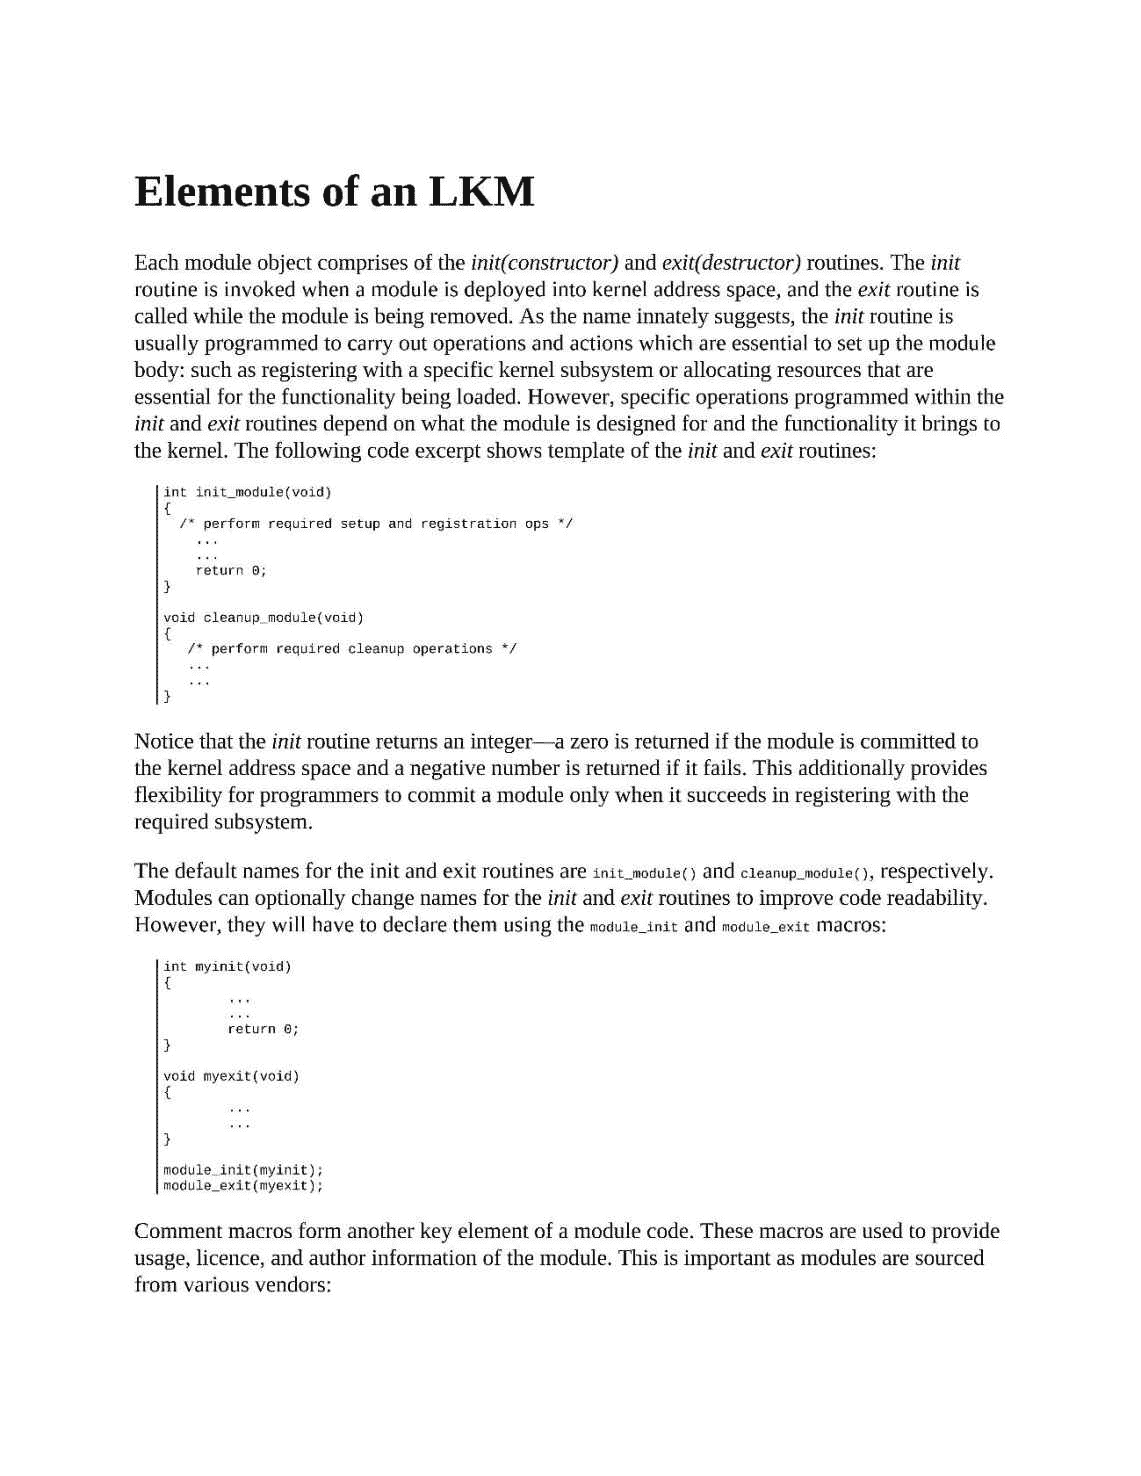 Elements of an LKM
Each module object comprises of the init(constructor) and exit(destructor) routines. The init
routine is invoked when a module is deployed into kernel address space, and the exit routine is
called while the module is being removed. As the name innately suggests, the init routine is
usually programmed to carry out operations and actions which are essential to set up the module
body: such as registering with a specific kernel subsystem or allocating resources that are
essential for the functionality being loaded. However, specific operations programmed within the
init and exit routines depend on what the module is designed for and the functionality it brings to
the kernel. The following code excerpt shows template of the init and exit routines:
int init_module(void)
{
  /* perform required setup and registration ops */
    ...
    ...
    return 0;
}
void cleanup_module(void)
{
   /* perform required cleanup operations */
   ...
   ...
}
Notice that the init routine returns an integer—a zero is returned if the module is committed to
the kernel address space and a negative number is returned if it fails. This additionally provides
flexibility for programmers to commit a module only when it succeeds in registering with the
required subsystem.
The default names for the init and exit routines are init_module() and cleanup_module(), respectively.
Modules can optionally change names for the init and exit routines to improve code readability.
However, they will have to declare them using the module_init and module_exit macros:
int myinit(void)
{
        ...
        ...
        return 0;
}
void myexit(void)
{
        ...
        ...
}
module_init(myinit);
module_exit(myexit);
Comment macros form another key element of a module code. These macros are used to provide
usage, licence, and author information of the module. This is important as modules are sourced
from various vendors: